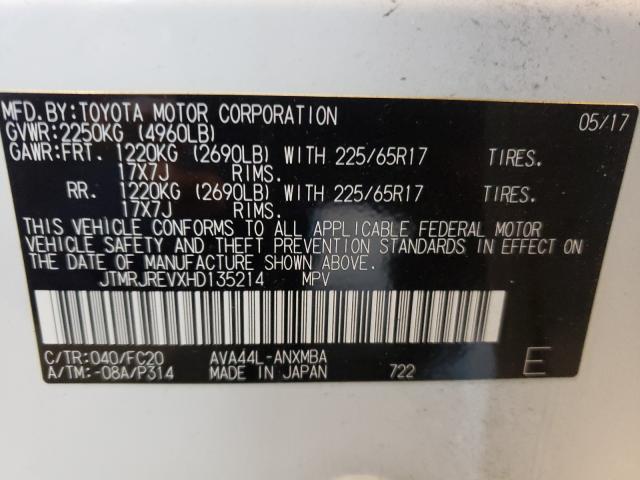 MFD.BY:TOYOTA MOTOR CORPORATION 05/17
GVWR:2250KG (4960LB)
GAWR:FRT. 1220KG (2690LB) WITH 225/65R17 TIRES.
17X7J RIMS.
RR. 1220KG (2690LB) WITH 225/65R17 TIRES.
17X7J RIMS.
THIS VEHICLE CONFORMS TO ALL APPLICABLE FEDERAL MOTOR
VEHICLE SAFETY AND THEFT PREVENTION STANDARDS IN EFFECT ON
THE DATE OF MANUFACTURE SHOWN ABOVE.
JTMRJREVXHD135214 MPV
C/TR:040/FC20 AVA44L-ANXMBA
A/TM:-08A/P314 MADE IN JAPAN 722 E